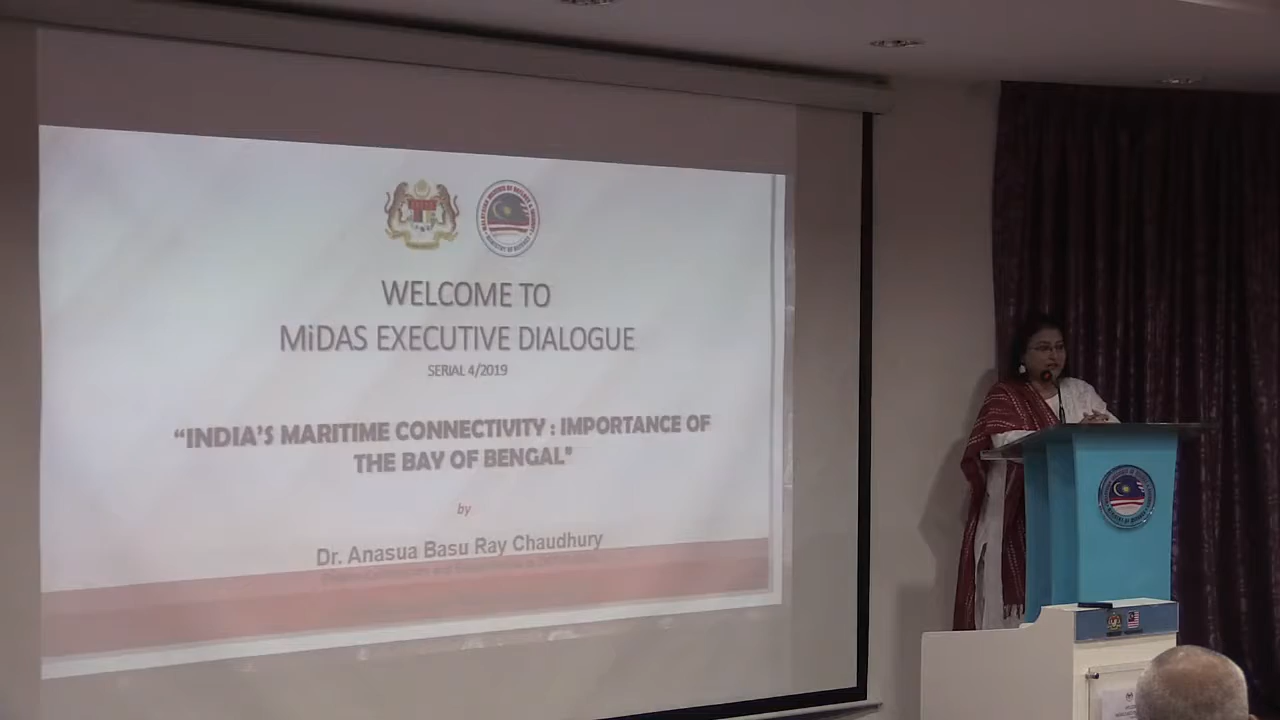 WELCOME TO
MiDAS EXECUTIVE DIALOGUE
SERIAL 4/2019
“INDIA’S MARITIME CONNECTIVITY : IMPORTANCE OF
THE BAY OF BENGAL”
by
Dr. Anasua Basu Ray Chaudhury